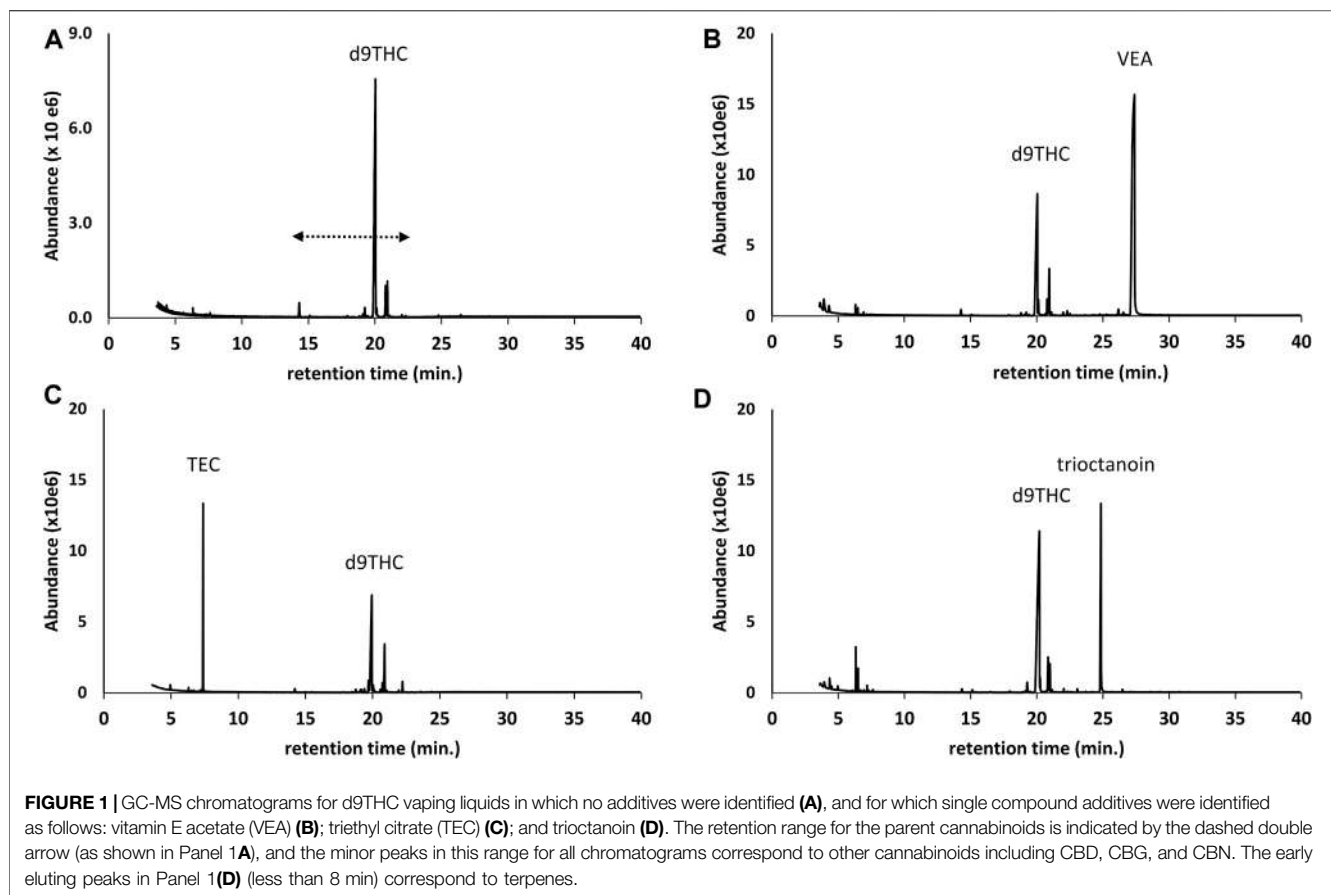 A
9.0
6.0
3.0
0.0
Abundance (x 10 e6)
d9THC
0 5 10 15 20 25 30 35 40
retention time (min.)
B
20
15
10
5
0
Abundance (x10e6)
d9THC
VEA
0 5 10 15 20 25 30 35 40
retention time (min.)
C
20
15
10
5
0
Abundance (x10e6)
TEC
d9THC
0 5 10 15 20 25 30 35 40
retention time (min.)
D
20
15
10
5
0
Abundance (x10e6)
trioctanoin
d9THC
0 5 10 15 20 25 30 35 40
retention time (min.)
FIGURE 1 | GC-MS chromatograms for d9THC vaping liquids in which no additives were identified (A), and for which single compound additives were identified
as follows: vitamin E acetate (VEA) (B); triethyl citrate (TEC) (C); and trioctanoin (D). The retention range for the parent cannabinoids is indicated by the dashed double
arrow (as shown in Panel 1A), and the minor peaks in this range for all chromatograms correspond to other cannabinoids including CBD, CBG, and CBN. The early
eluting peaks in Panel 1(D) (less than 8 min) correspond to terpenes.